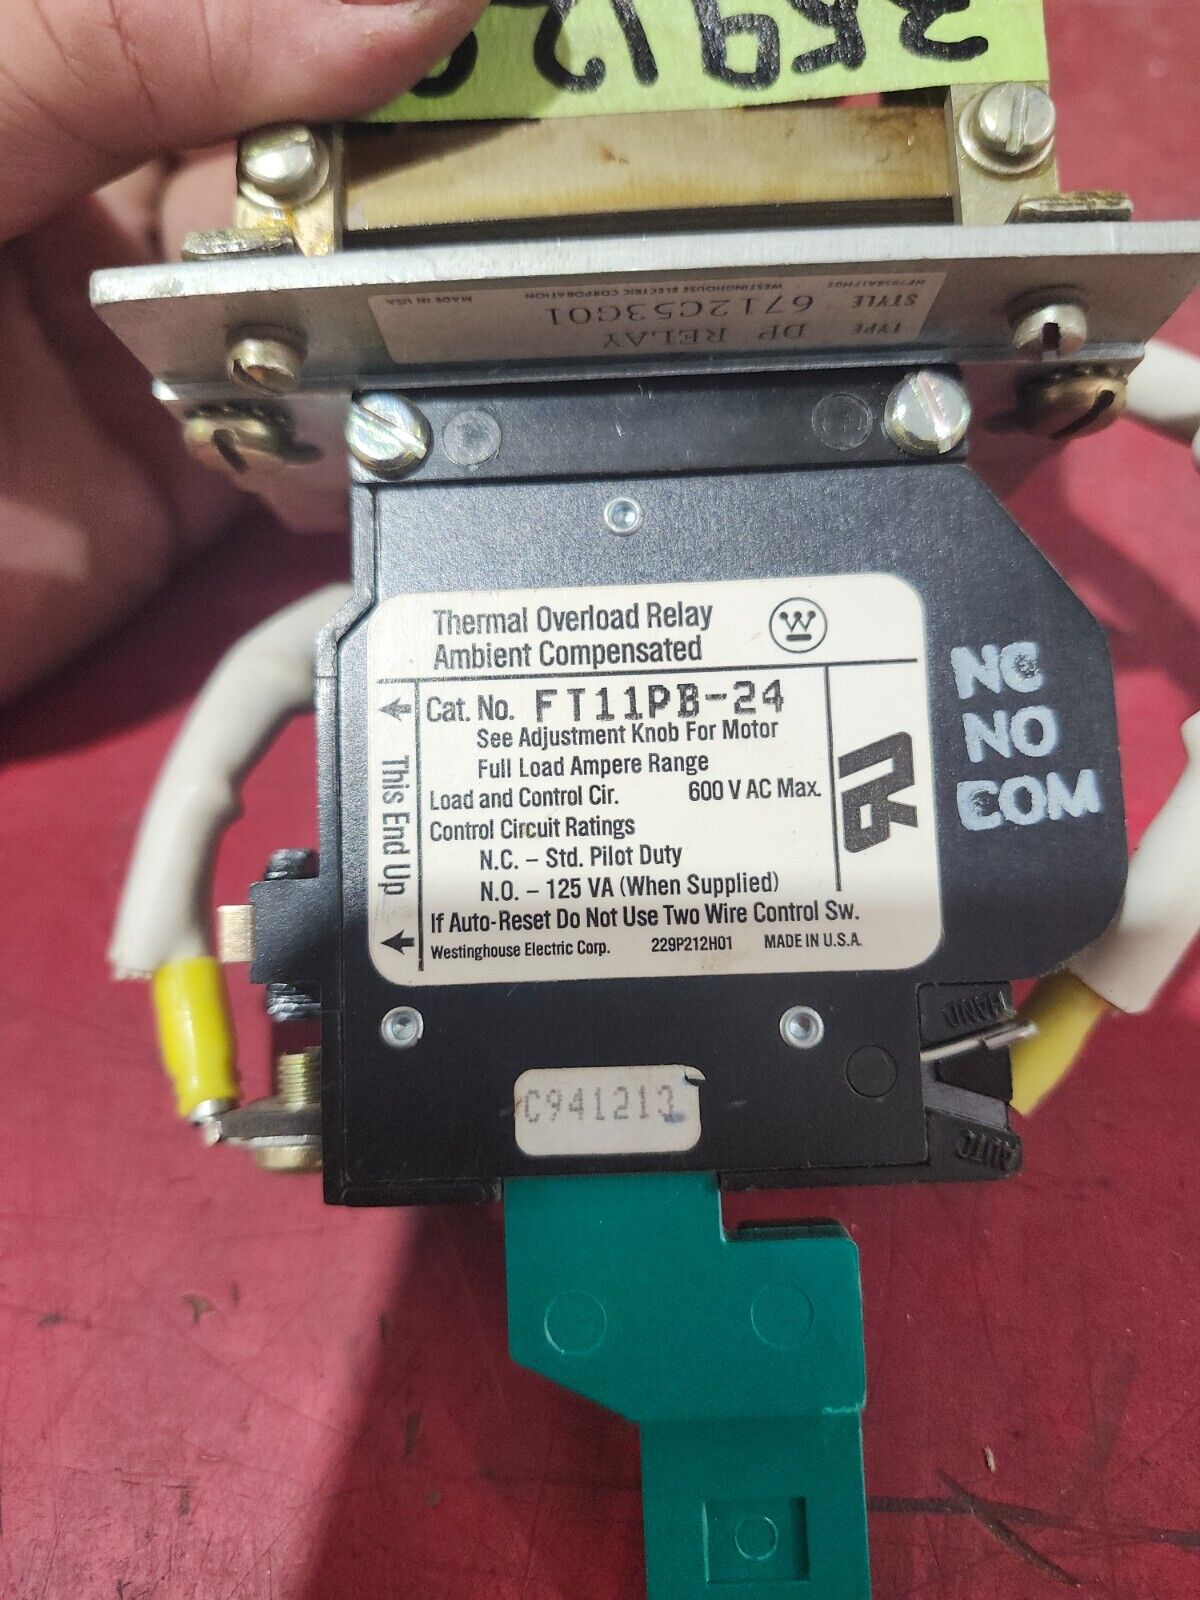 3K9120
MADE IN USA
WESTINGHOUSE ELECTRIC CORPORATION
STYLE 6712C53G01
TYPE DP RELAY
Thermal Overload Relay
Ambient Compensated
W
This End Up
Cat. No. FT11PB-24
See Adjustment Knob For Motor
Full Load Ampere Range
Load and Control Cir. 600 V AC Max.
Control Circuit Ratings
N.C. – Std. Pilot Duty
N.O. – 125 VA (When Supplied)
If Auto-Reset Do Not Use Two Wire Control Sw.
Westinghouse Electric Corp. 229P212H01 MADE IN U.S.A.
NC
NO
COM
HAND
AUTO
C941213